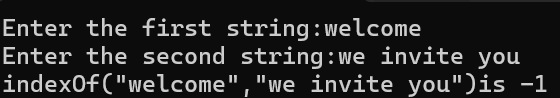 Enter the first string:welcome
Enter the second string:we invite you
indexOf("welcome","we invite you")is -1